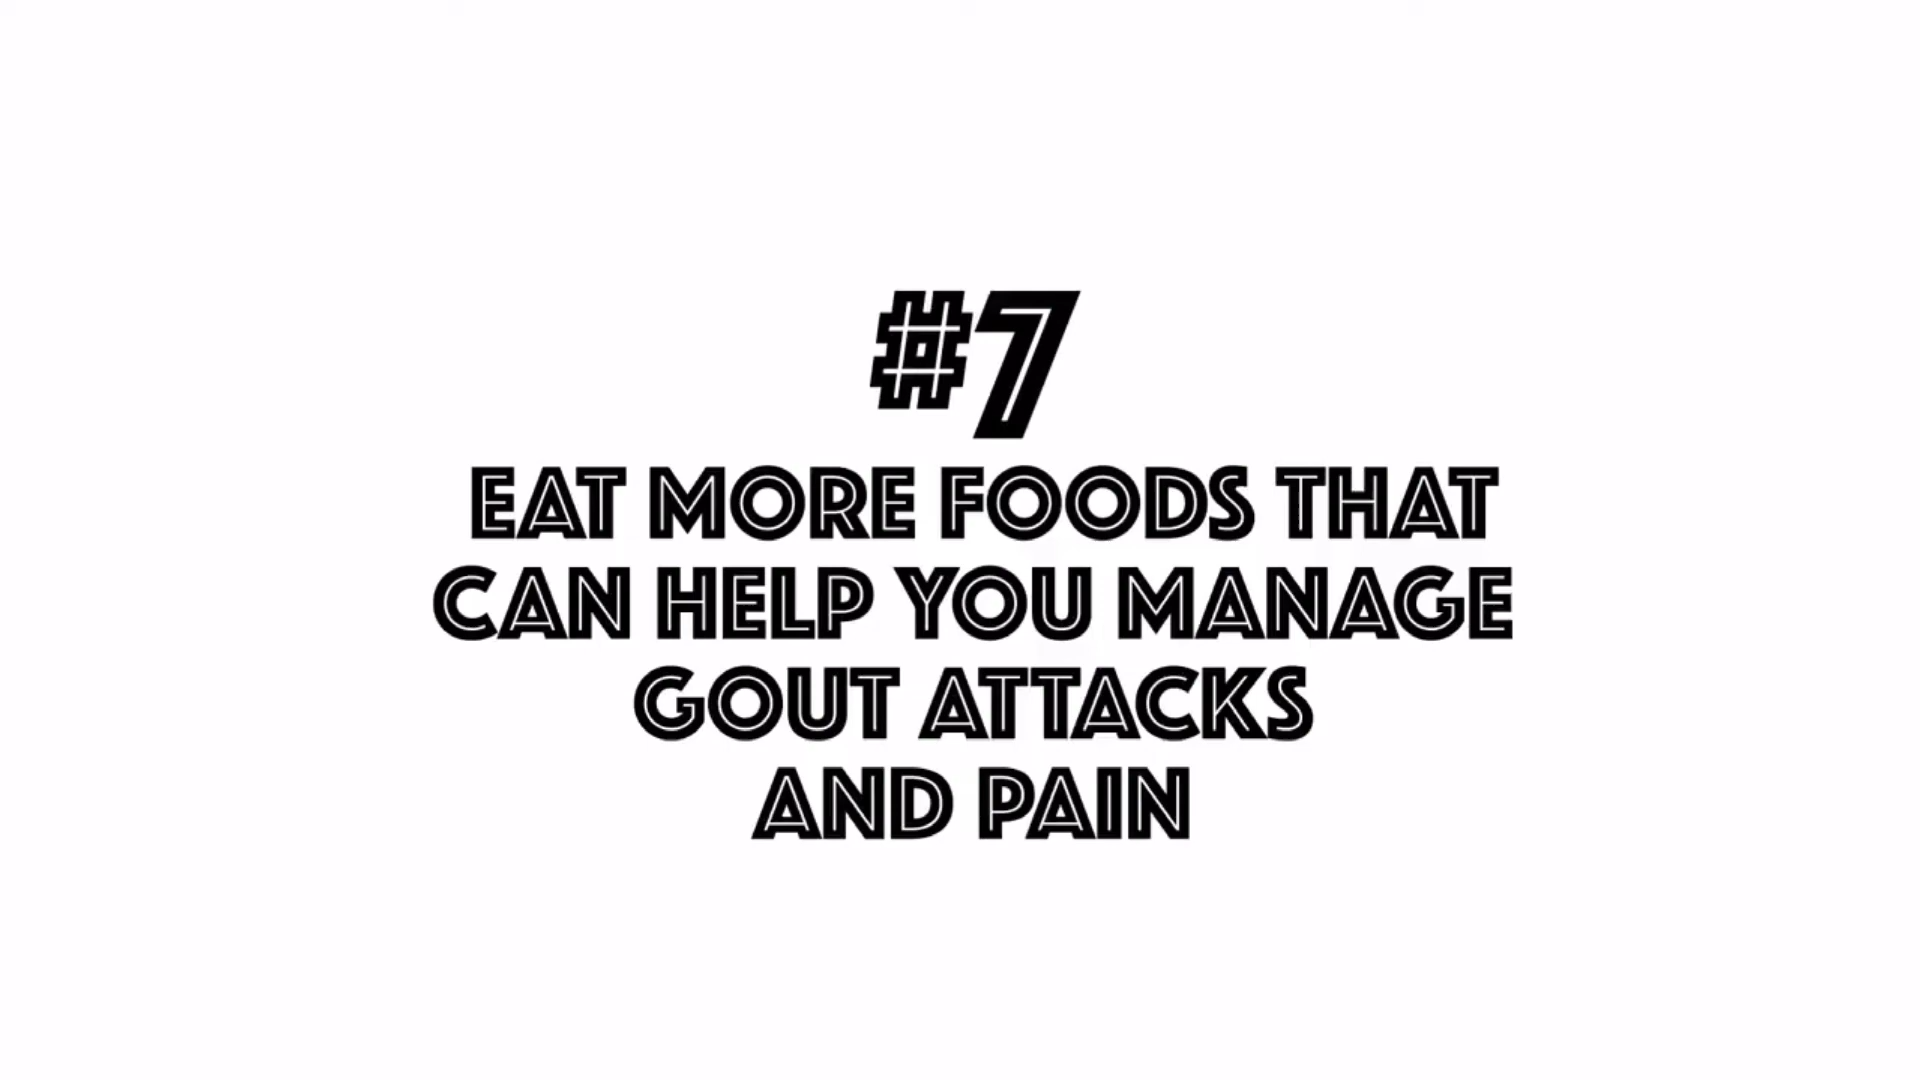 #7
EAT MORE FOODS THAT
CAN HELP YOU MANAGE
GOUT ATTACKS
AND PAIN